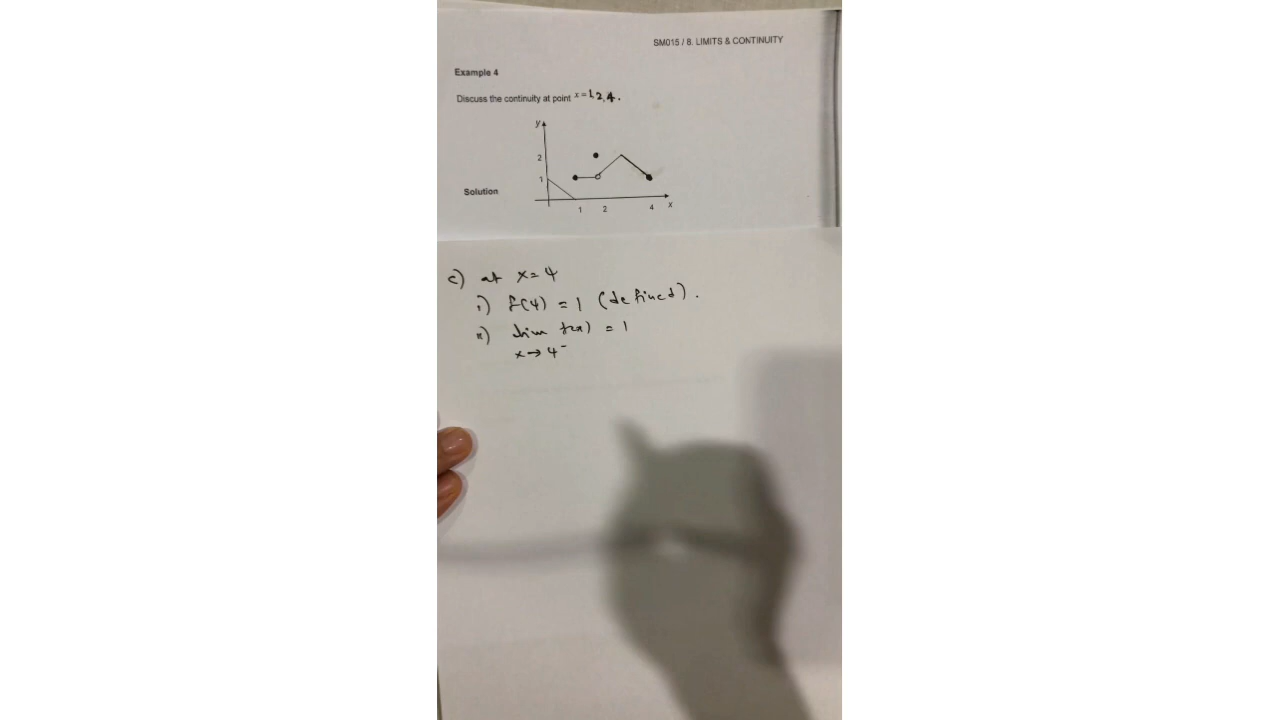 SM015 / 8. LIMITS & CONTINUITY
Example 4
Discuss the continuity at point x = 1, 2, 4.
y
2
1
Solution
1 2 4 x
c) at x = 4
i) f(4) = 1 (defined).
ii) lim f(x) = 1
x → 4⁻